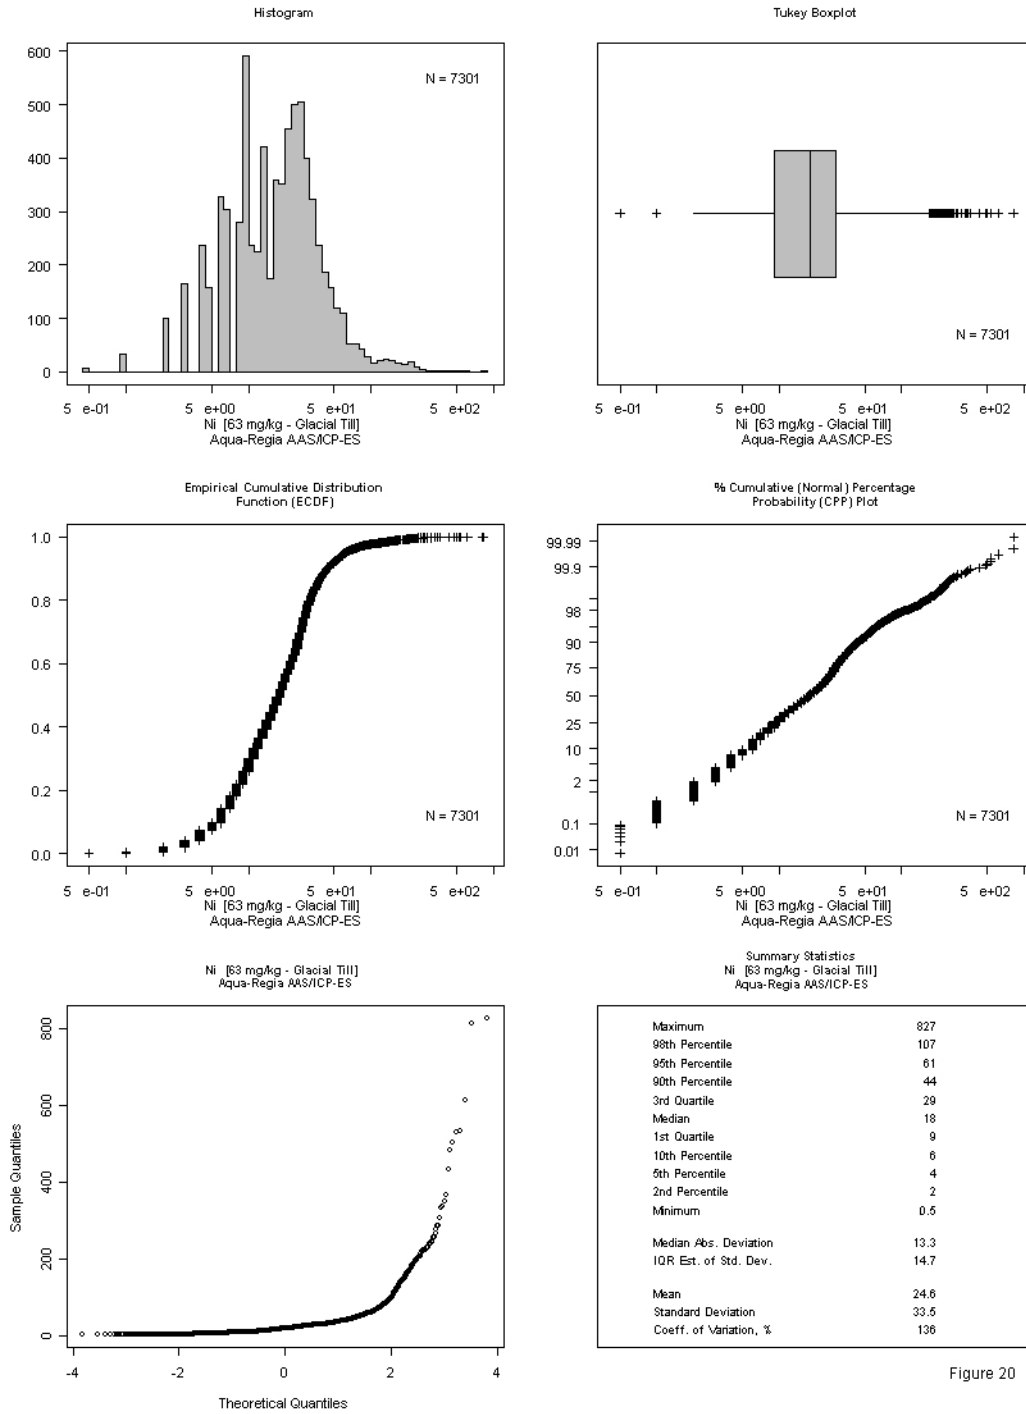 Histogram
600
500
400
300
200
100
0
N = 7301
5 e-01 5 e+00 5 e+01 5 e+02
Ni [63 mg/kg - Glacial Till]
Aqua-Regia AAS/ICP-ES
Tukey Boxplot
N = 7301
5 e-01 5 e+00 5 e+01 5 e+02
Ni [63 mg/kg - Glacial Till]
Aqua-Regia AAS/ICP-ES
Empirical Cumulative Distribution
Function (ECDF)
1.0
0.8
0.6
0.4
0.2
0.0
N = 7301
5 e-01 5 e+00 5 e+01 5 e+02
Ni [63 mg/kg - Glacial Till]
Aqua-Regia AAS/ICP-ES
% Cumulative (Normal) Percentage
Probability (CPP) Plot
99.99
99.9
98
90
75
50
25
10
2
0.1
0.01
N = 7301
5 e-01 5 e+00 5 e+01 5 e+02
Ni [63 mg/kg - Glacial Till]
Aqua-Regia AAS/ICP-ES
Ni [63 mg/kg - Glacial Till]
Aqua-Regia AAS/ICP-ES
Sample Quantiles
800
600
400
200
0
-4 -2 0 2 4
Theoretical Quantiles
Summary Statistics
Ni [63 mg/kg - Glacial Till]
Aqua-Regia AAS/ICP-ES
Maximum 827
98th Percentile 107
95th Percentile 61
90th Percentile 44
3rd Quartile 29
Median 18
1st Quartile 9
10th Percentile 6
5th Percentile 4
2nd Percentile 2
Minimum 0.5
Median Abs. Deviation 13.3
IQR Est. of Std. Dev. 14.7
Mean 24.6
Standard Deviation 33.5
Coeff. of Variation, % 136
Figure 20